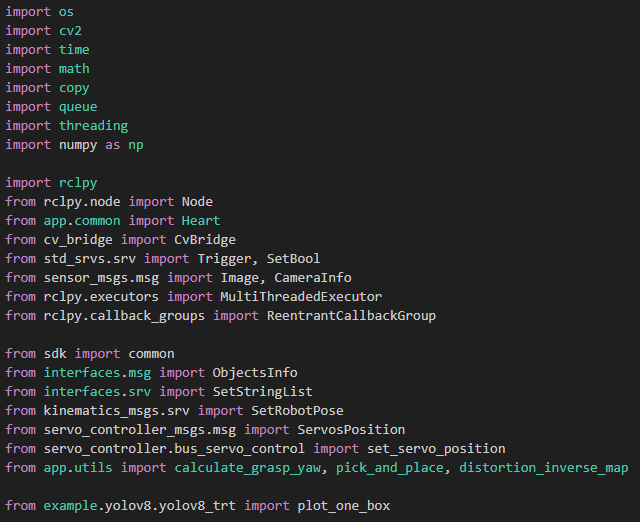 import os
import cv2
import time
import math
import copy
import queue
import threading
import numpy as np
import rclpy
from rclpy.node import Node
from app.common import Heart
from cv_bridge import CvBridge
from std_srvs.srv import Trigger, SetBool
from sensor_msgs.msg import Image, CameraInfo
from rclpy.executors import MultiThreadedExecutor
from rclpy.callback_groups import ReentrantCallbackGroup
from sdk import common
from interfaces.msg import ObjectsInfo
from interfaces.srv import SetStringList
from kinematics_msgs.srv import SetRobotPose
from servo_controller_msgs.msg import ServosPosition
from servo_controller.bus_servo_control import set_servo_position
from app.utils import calculate_grasp_yaw, pick_and_place, distortion_inverse_map
from example.yolov8.yolov8_trt import plot_one_box